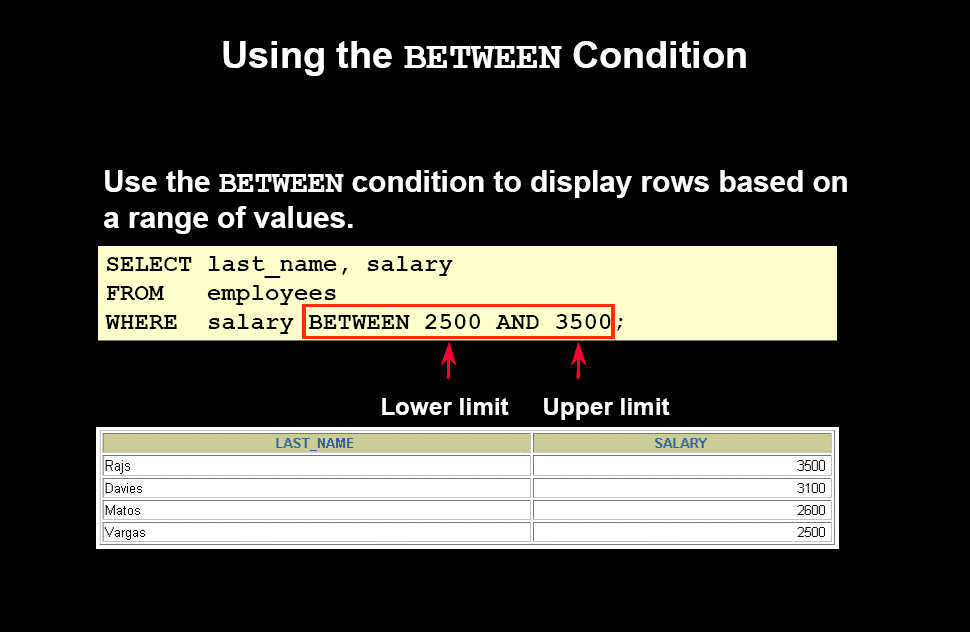 Using the BETWEEN Condition
Use the BETWEEN condition to display rows based on
a range of values.
SELECT last_name, salary
FROM   employees
WHERE  salary BETWEEN 2500 AND 3500;
Lower limit Upper limit
LAST_NAME SALARY
Rajs 3500
Davies 3100
Matos 2600
Vargas 2500